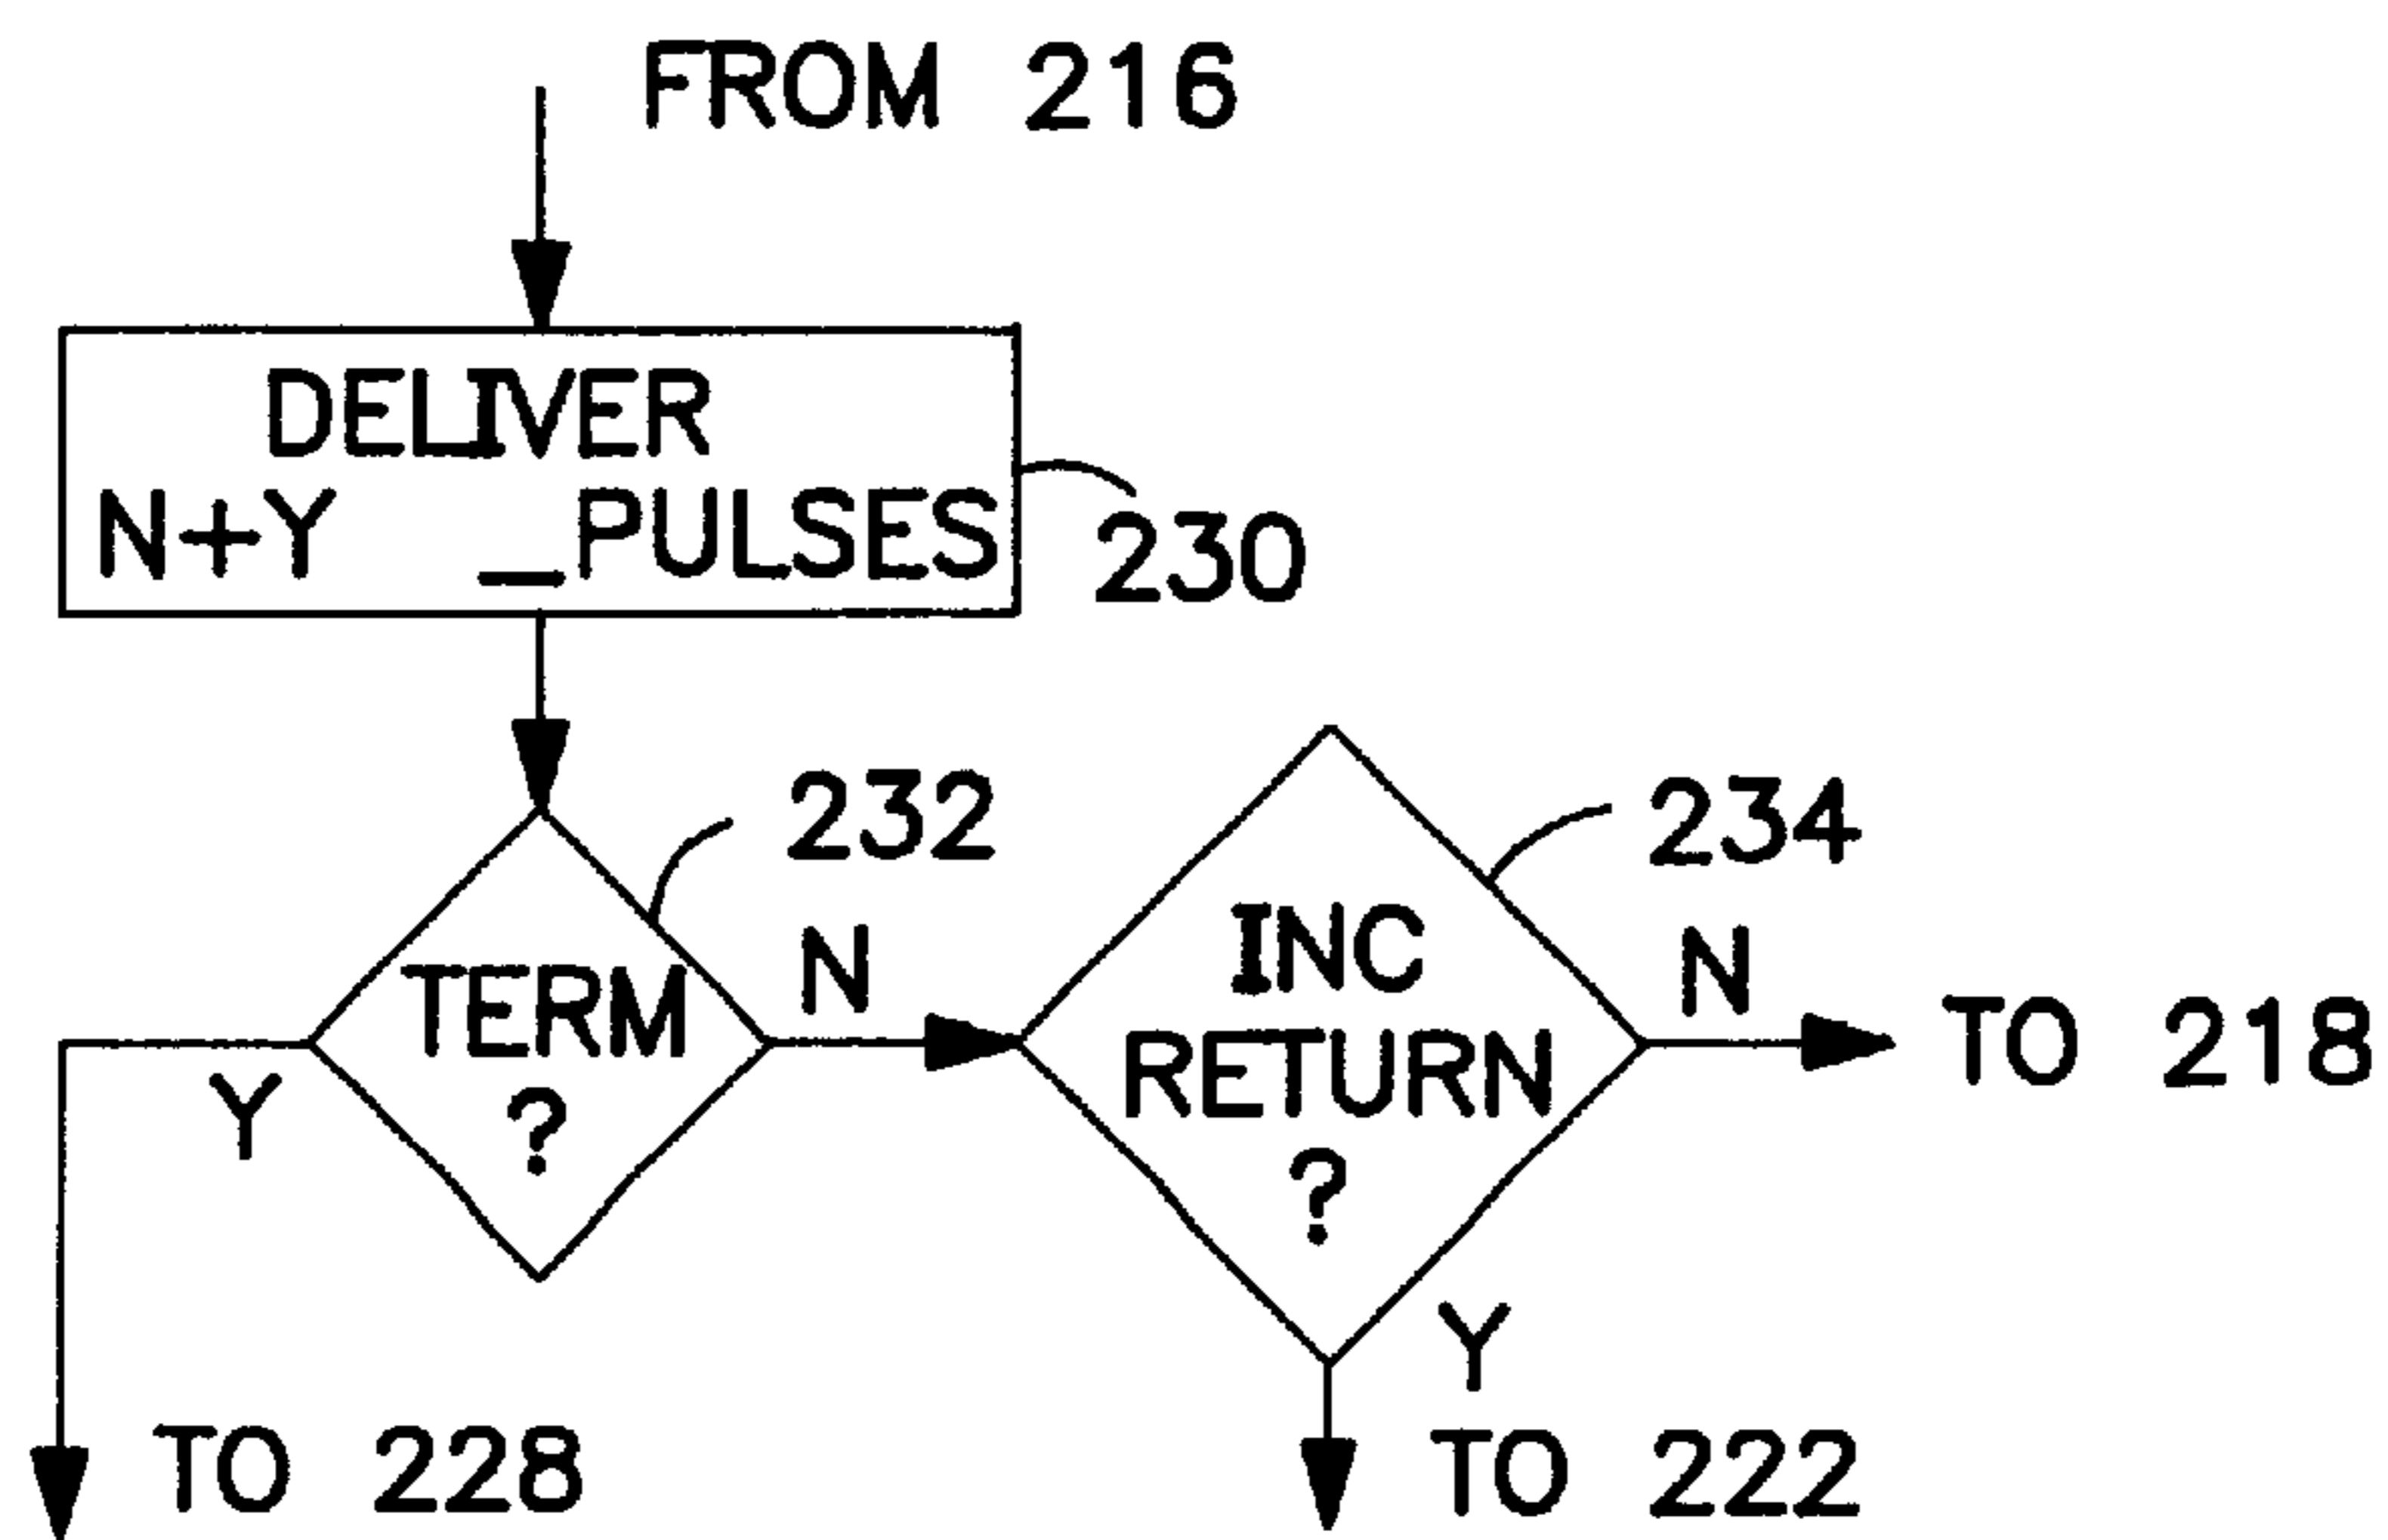 FROM 216
DELIVER
N+Y _PULSES
230
232
234
TERM
?
N
Y
INC
RETURN
?
N
TO 218
Y
TO 228
TO 222